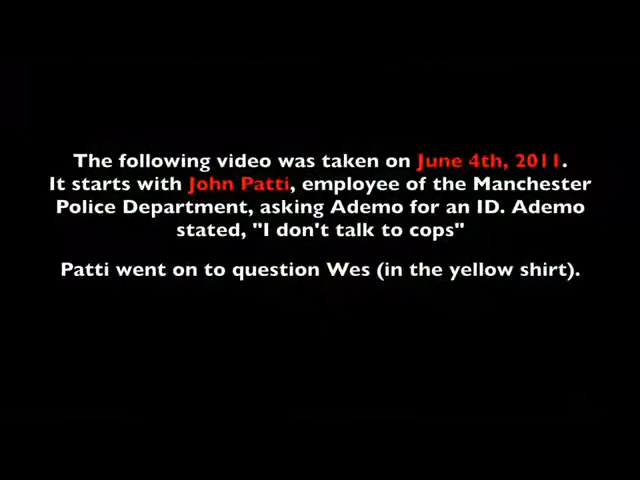 The following video was taken on June 4th, 2011.
It starts with John Patti, employee of the Manchester
Police Department, asking Ademo for an ID. Ademo
stated, "I don't talk to cops"
Patti went on to question Wes (in the yellow shirt).